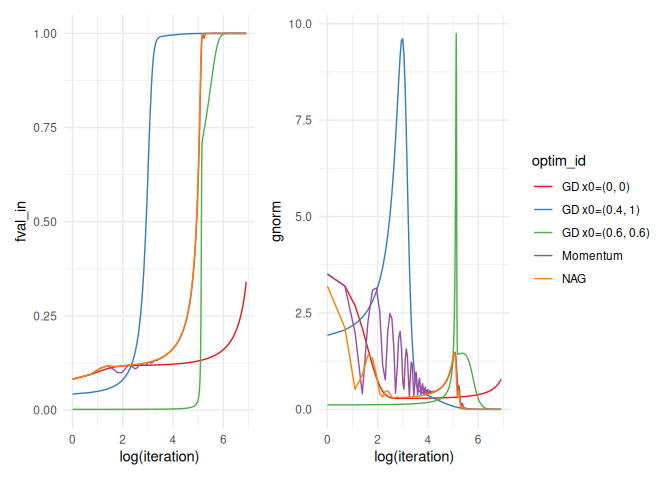 fval_in
1.00
0.75
0.50
0.25
0.00
0
2
4
6
log(iteration)
gnorm
10.0
7.5
5.0
2.5
0.0
0
2
4
6
log(iteration)
optim_id
GD x0=(0, 0)
GD x0=(0.4, 1)
GD x0=(0.6, 0.6)
Momentum
NAG